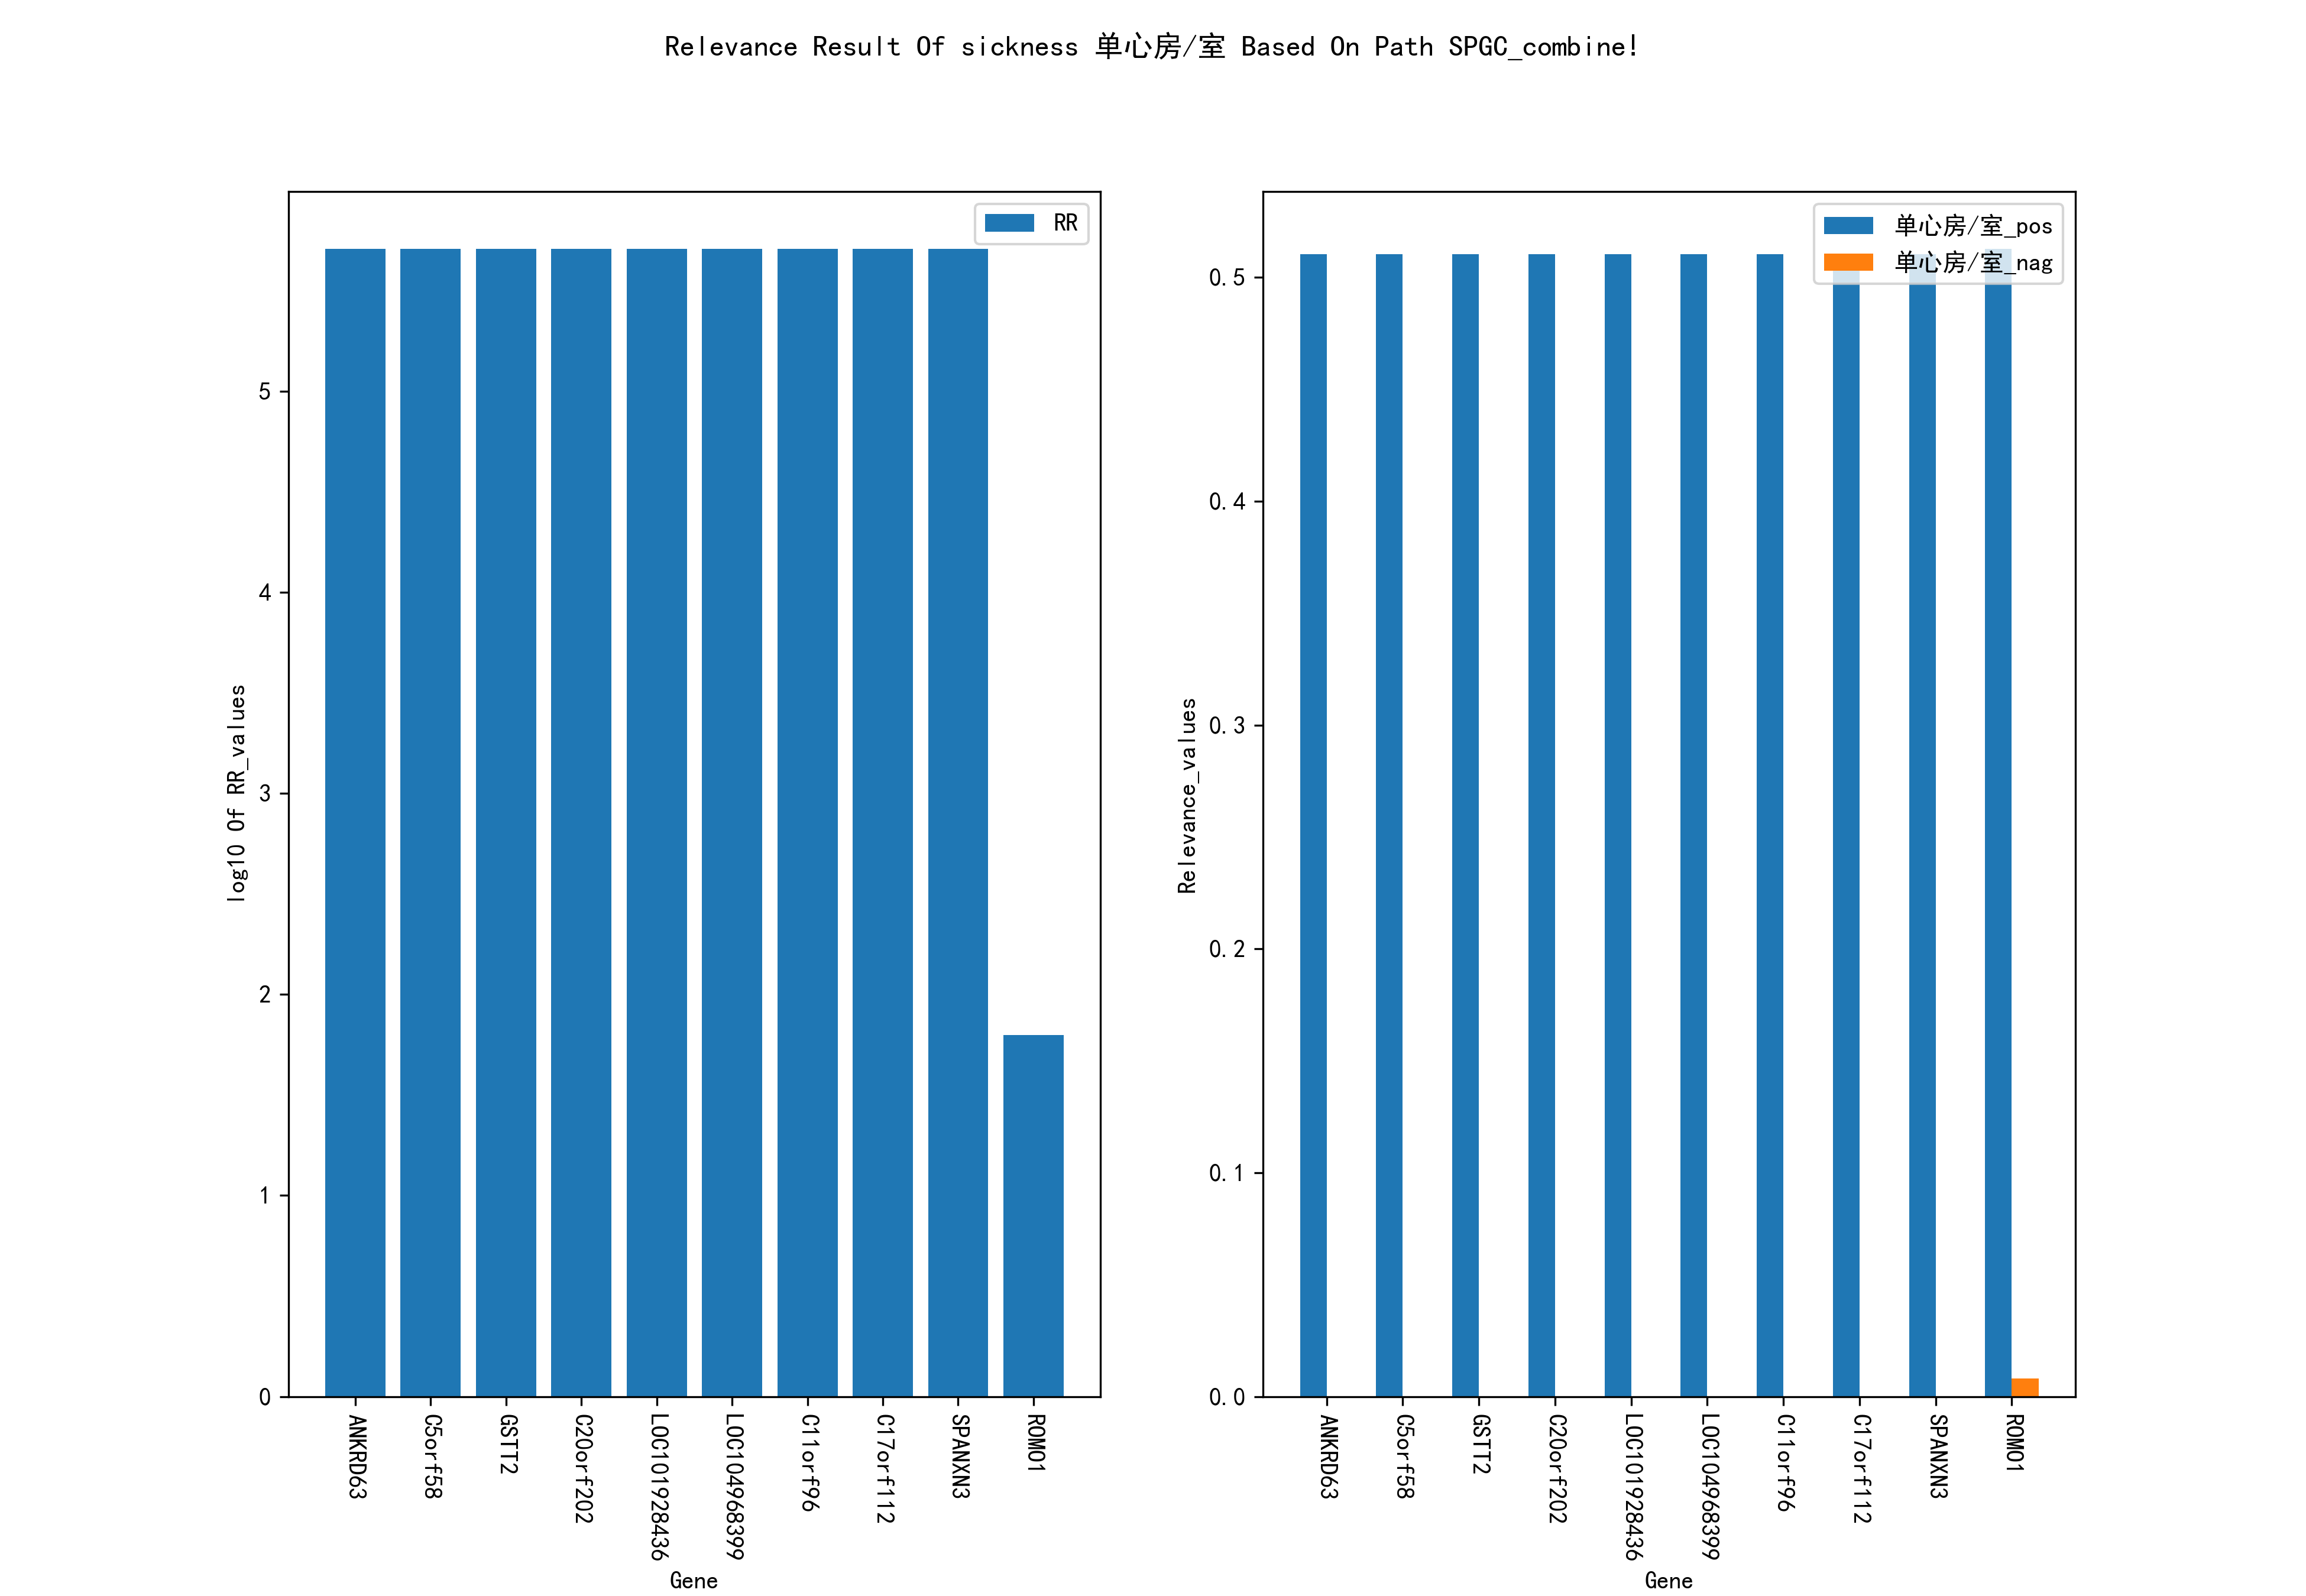 Relevance Result Of sickness 单心房/室 Based On Path SPGC_combine!
RR
log10 Of RR_values
5
4
3
2
1
0
ANKRD63
C5orf58
GSTT2
C20orf202
LOC101928436
LOC104968399
C11orf96
C17orf112
SPANXN3
ROMO1
Gene
单心房/室_pos
单心房/室_nag
Relevance_values
0.5
0.4
0.3
0.2
0.1
0.0
ANKRD63
C5orf58
GSTT2
C20orf202
LOC101928436
LOC104968399
C11orf96
C17orf112
SPANXN3
ROMO1
Gene